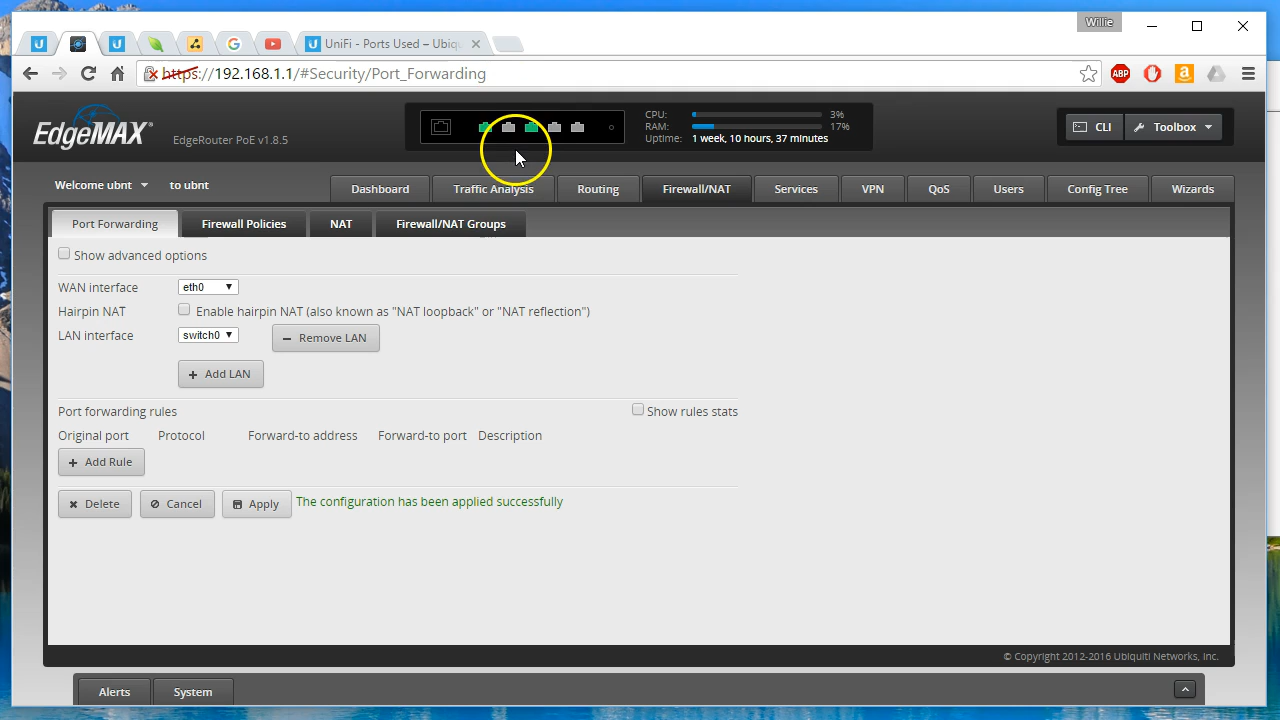 Willie
UniFi - Ports Used – Ubiqu
https://192.168.1.1/#Security/Port_Forwarding
ABP
EdgeMAX®
EdgeRouter PoE v1.8.5
CPU: 3%
RAM: 17%
Uptime: 1 week, 10 hours, 37 minutes
CLI
Toolbox
Welcome ubnt
to ubnt
Dashboard
Traffic Analysis
Routing
Firewall/NAT
Services
VPN
QoS
Users
Config Tree
Wizards
Port Forwarding
Firewall Policies
NAT
Firewall/NAT Groups
Show advanced options
WAN interface eth0
Hairpin NAT Enable hairpin NAT (also known as "NAT loopback" or "NAT reflection")
LAN interface switch0 Remove LAN
Add LAN
Port forwarding rules Show rules stats
Original port Protocol Forward-to address Forward-to port Description
Add Rule
Delete Cancel Apply The configuration has been applied successfully
© Copyright 2012-2016 Ubiquiti Networks, Inc.
Alerts System